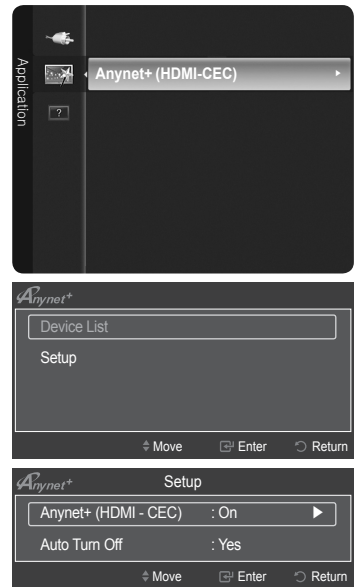 Application
Anynet+ (HDMI-CEC)
?
Anynet+
Device List
Setup
Move Enter Return
Anynet+ Setup
Anynet+ (HDMI - CEC) : On
Auto Turn Off : Yes
Move Enter Return